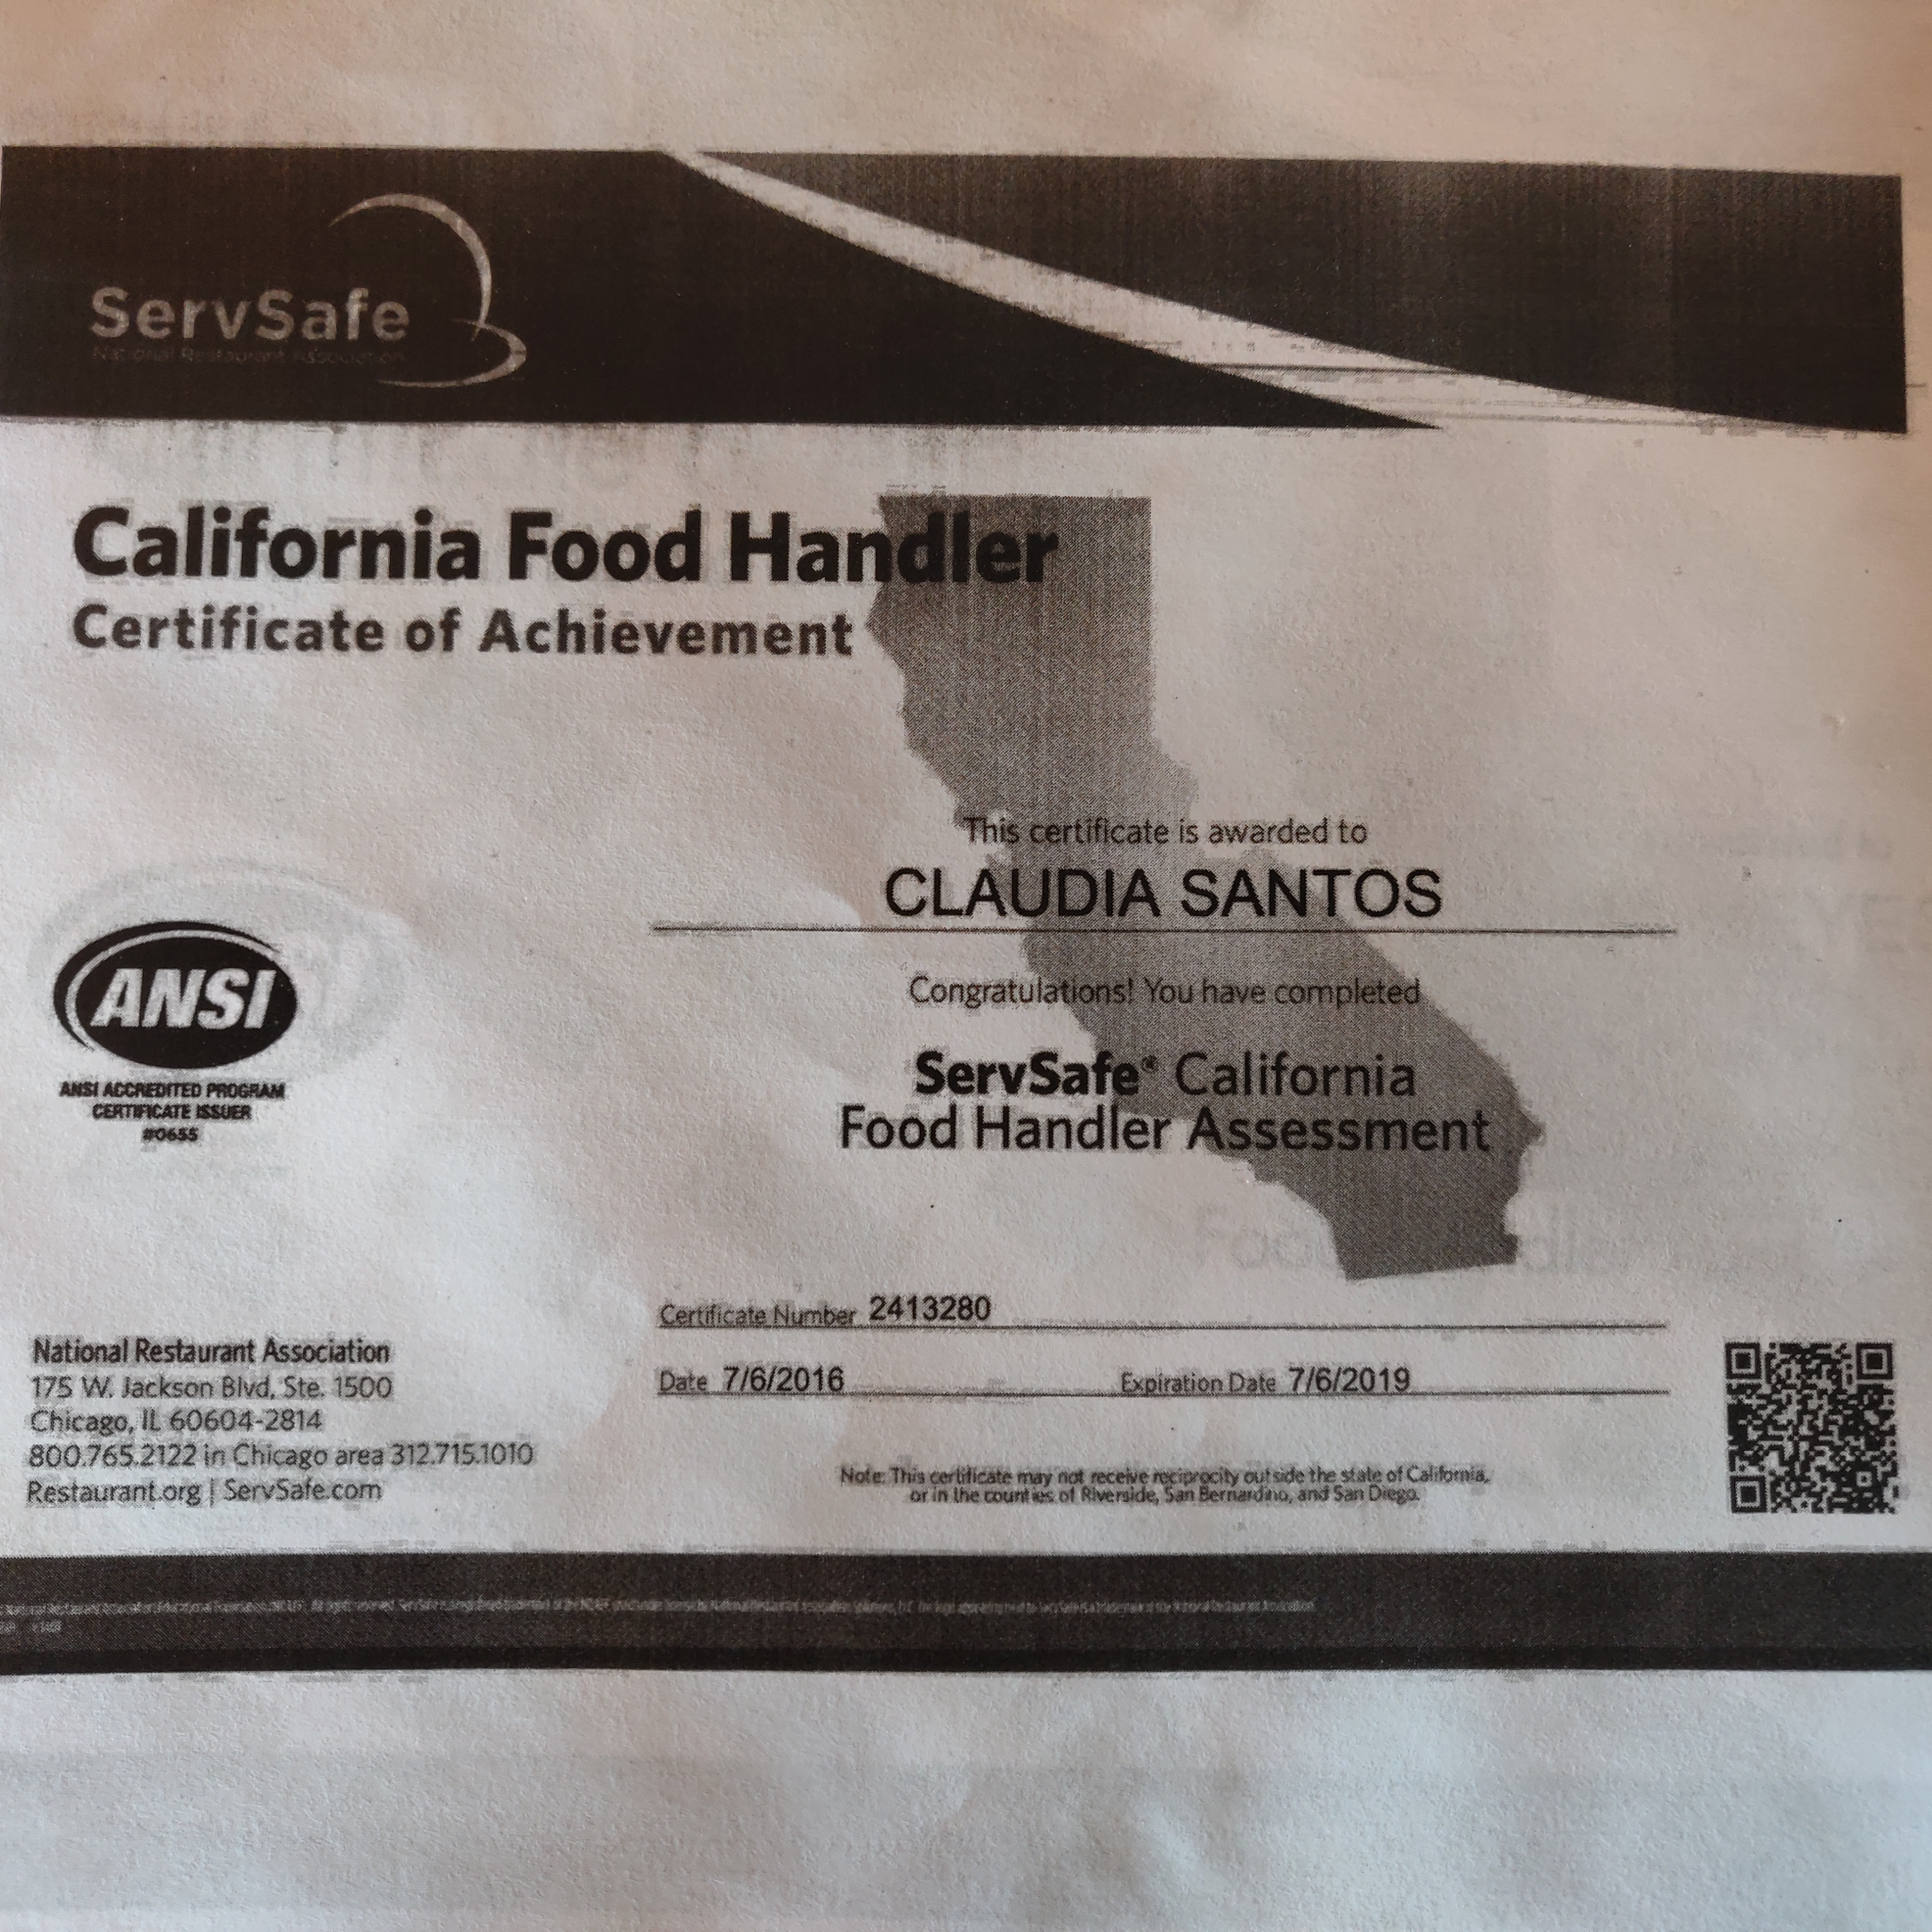 ServSafe
National Restaurant Association
California Food Handler
Certificate of Achievement
This certificate is awarded to
CLAUDIA SANTOS
Congratulations! You have completed
ServSafe® California
Food Handler Assessment
ANSI
ANSI ACCREDITED PROGRAM
CERTIFICATE ISSUER
#0655
Certificate Number 2413280
Date 7/6/2016 Expiration Date 7/6/2019
National Restaurant Association
175 W. Jackson Blvd, Ste. 1500
Chicago, IL 60604-2814
800.765.2122 in Chicago area 312.715.1010
Restaurant.org | ServSafe.com
Note: This certificate may not receive reciprocity outside the state of California,
or in the counties of Riverside, San Bernardino, and San Diego.